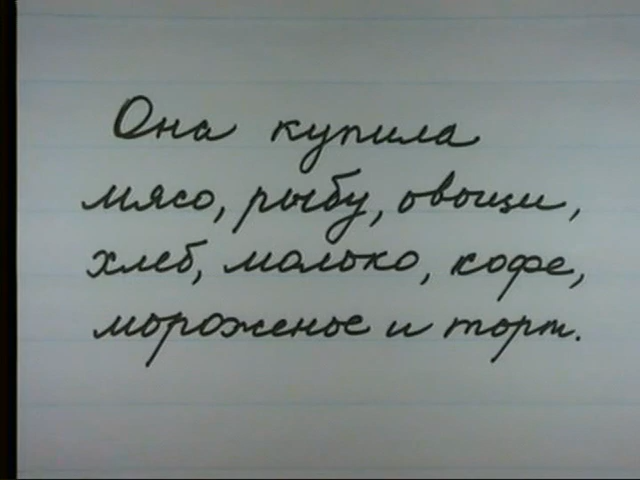 Она купила
мясо, рыбу, овощи,
хлеб, молоко, кофе,
мороженое и торт.